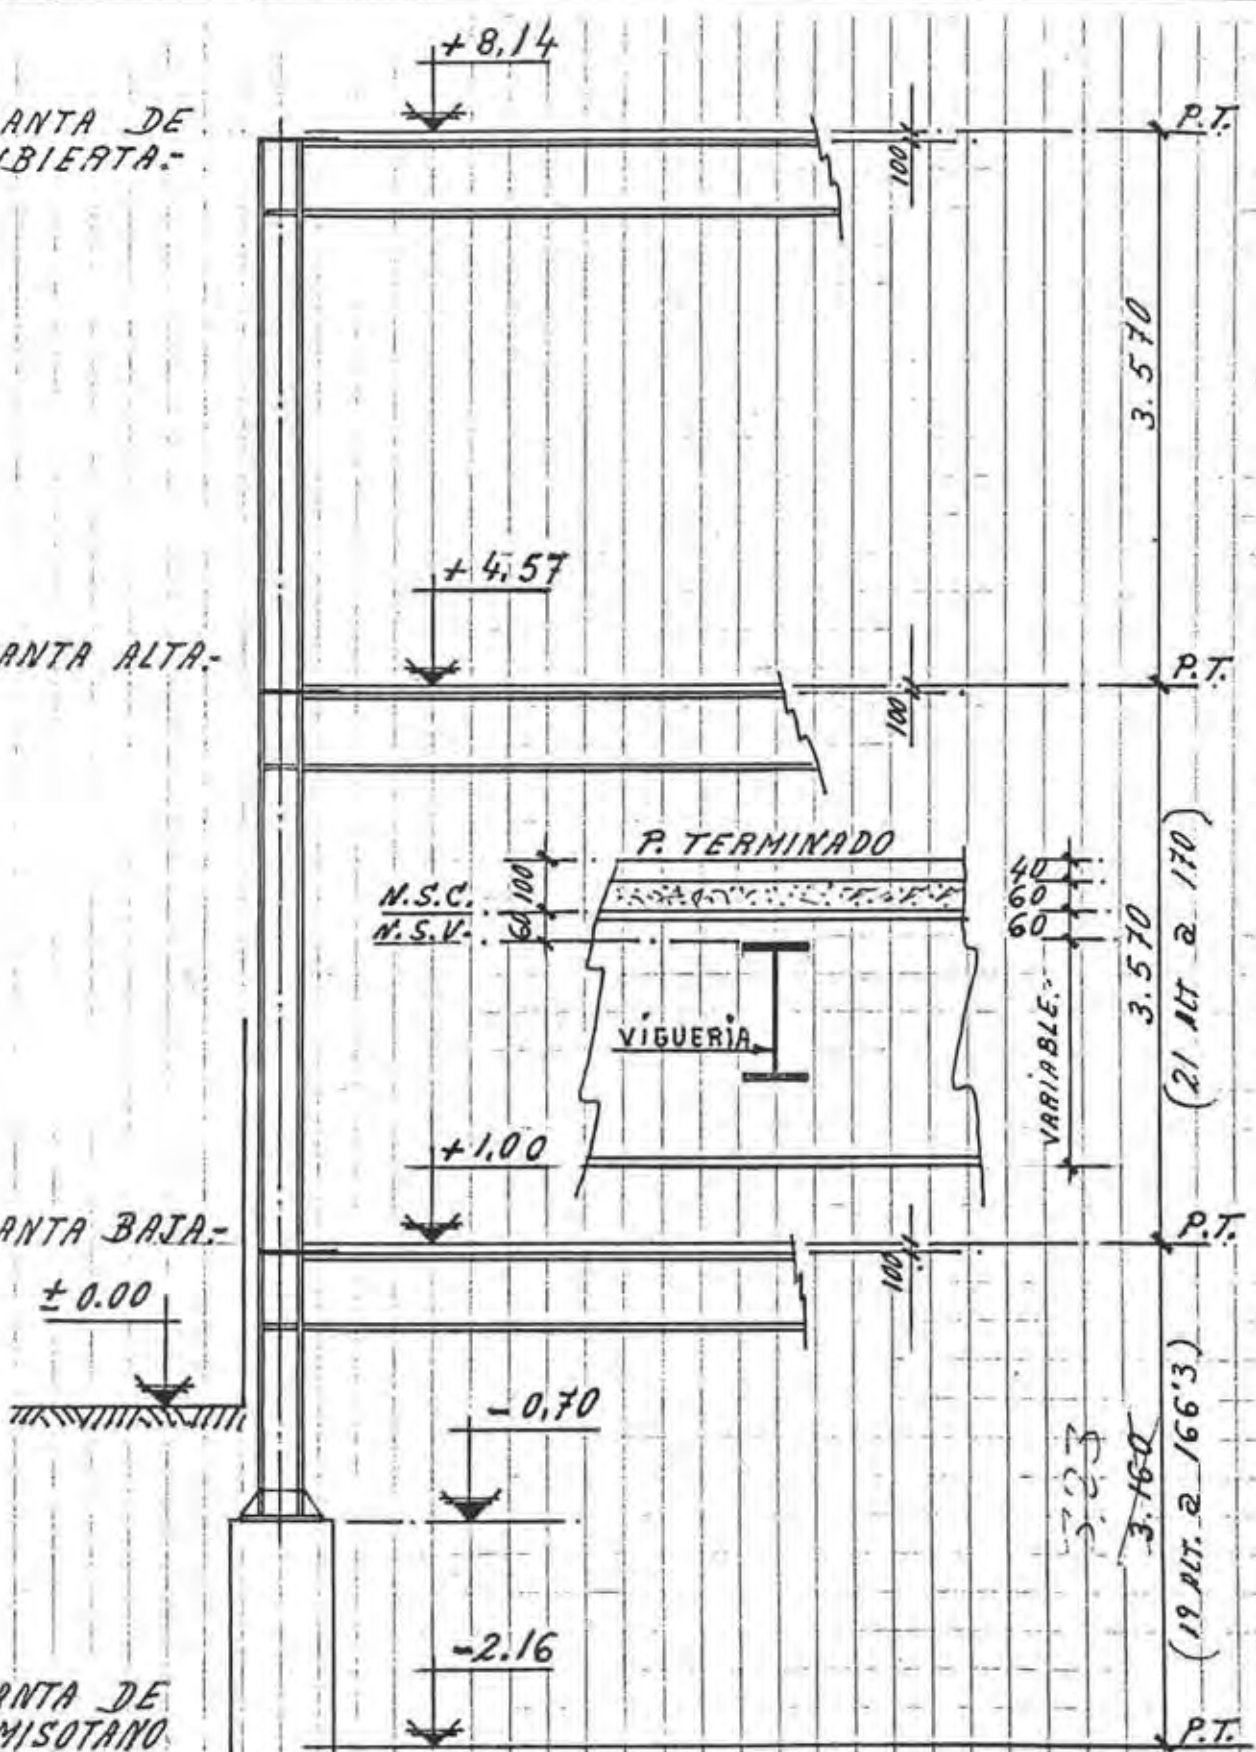 + 8,14
ANTA DE
UBIERTA.-
P.T.
100
3.570
+ 4,57
ANTA ALTA.-
P.T.
100
P. TERMINADO
100
40
N.S.C.
60
N.S.V.
60
60
VIGUERIA
VARIABLE.-
3.570
(21 ALT @ 170)
+ 1,00
ANTA BAJA.-
P.T.
100
± 0.00
- 0,70
3.160
(19 ALT. @ 166'3)
-2.16
ANTA DE
MISOTANO
P.T.